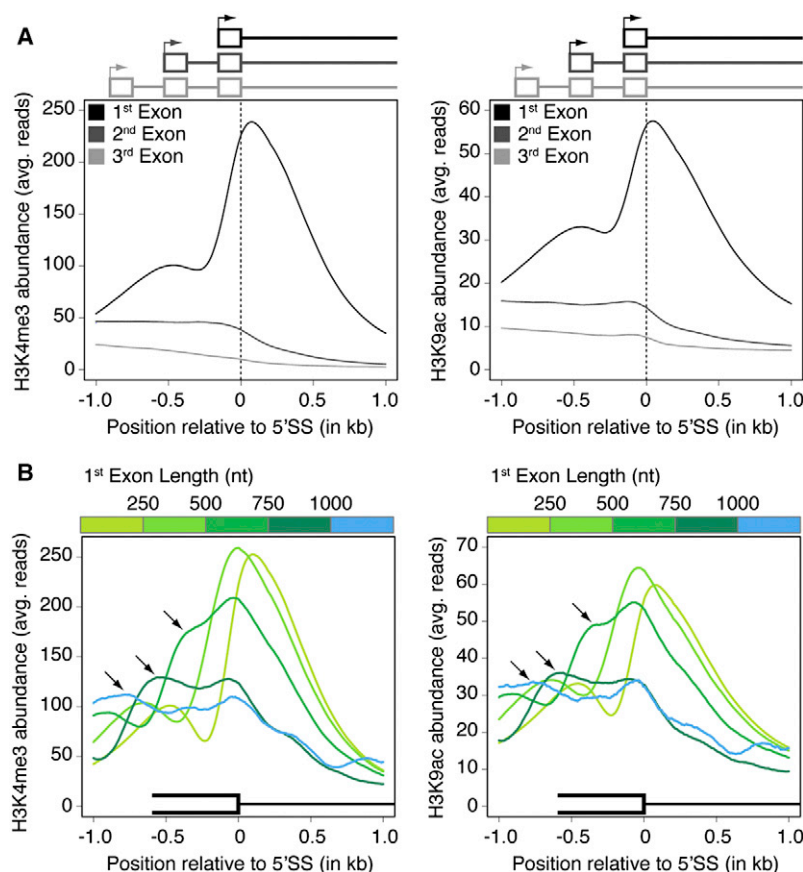 A
H3K4me3 abundance (avg. reads)
250
200
150
100
50
0
1st Exon
2nd Exon
3rd Exon
-1.0 -0.5 0 0.5 1.0
Position relative to 5'SS (in kb)
H3K9ac abundance (avg. reads)
60
50
40
30
20
10
0
1st Exon
2nd Exon
3rd Exon
-1.0 -0.5 0 0.5 1.0
Position relative to 5'SS (in kb)
B
1st Exon Length (nt)
250 500 750 1000
H3K4me3 abundance (avg. reads)
250
200
150
100
50
0
-1.0 -0.5 0 0.5 1.0
Position relative to 5'SS (in kb)
1st Exon Length (nt)
250 500 750 1000
H3K9ac abundance (avg. reads)
70
60
50
40
30
20
10
0
-1.0 -0.5 0 0.5 1.0
Position relative to 5'SS (in kb)